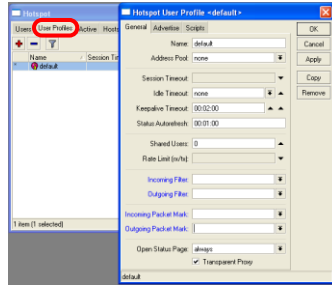 Hotspot
Users User Profiles Active Hosts
Name Session Tim
* default
1 item (1 selected)
Hotspot User Profile <default>
General Advertise Scripts
Name: default
Address Pool: none
Session Timeout:
Idle Timeout: none
Keepalive Timeout: 00:02:00
Status Autorefresh: 00:01:00
Shared Users: 0
Rate Limit (rx/tx):
Incoming Filter:
Outgoing Filter:
Incoming Packet Mark:
Outgoing Packet Mark:
Open Status Page: always
Transparent Proxy
default
OK
Cancel
Apply
Copy
Remove